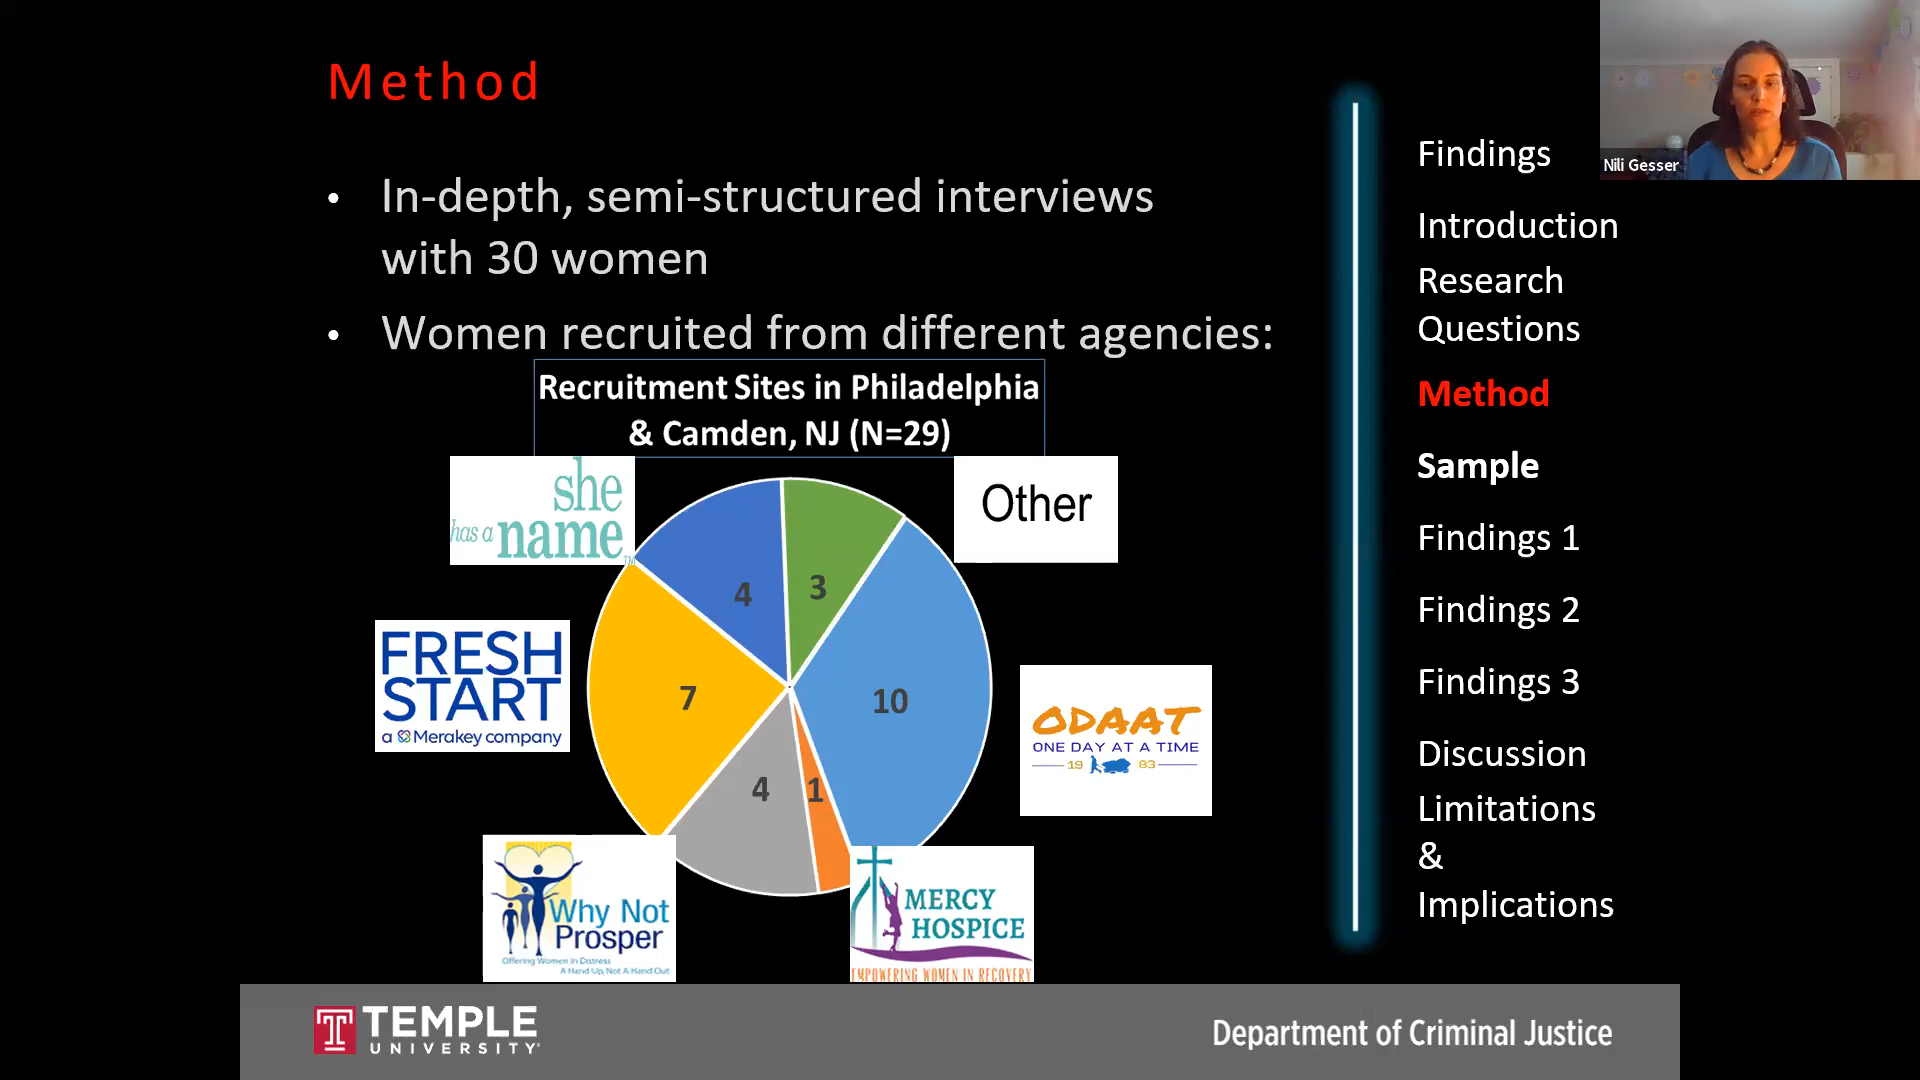 Method
• In-depth, semi-structured interviews
with 30 women
• Women recruited from different agencies:
Recruitment Sites in Philadelphia
& Camden, NJ (N=29)
she
has a name
TM
Other
4
3
FRESH
START
a Merakey company
7
10
ODAAT
ONE DAY AT A TIME
19 83
4
1
Why Not
Prosper
Offering Women in Distress
A Hand Up, Not A Hand Out
MERCY
HOSPICE
EMPOWERING WOMEN IN RECOVERY
Findings
Introduction
Research
Questions
Method
Sample
Findings 1
Findings 2
Findings 3
Discussion
Limitations
&
Implications
Nili Gesser
T TEMPLE
UNIVERSITY
Department of Criminal Justice